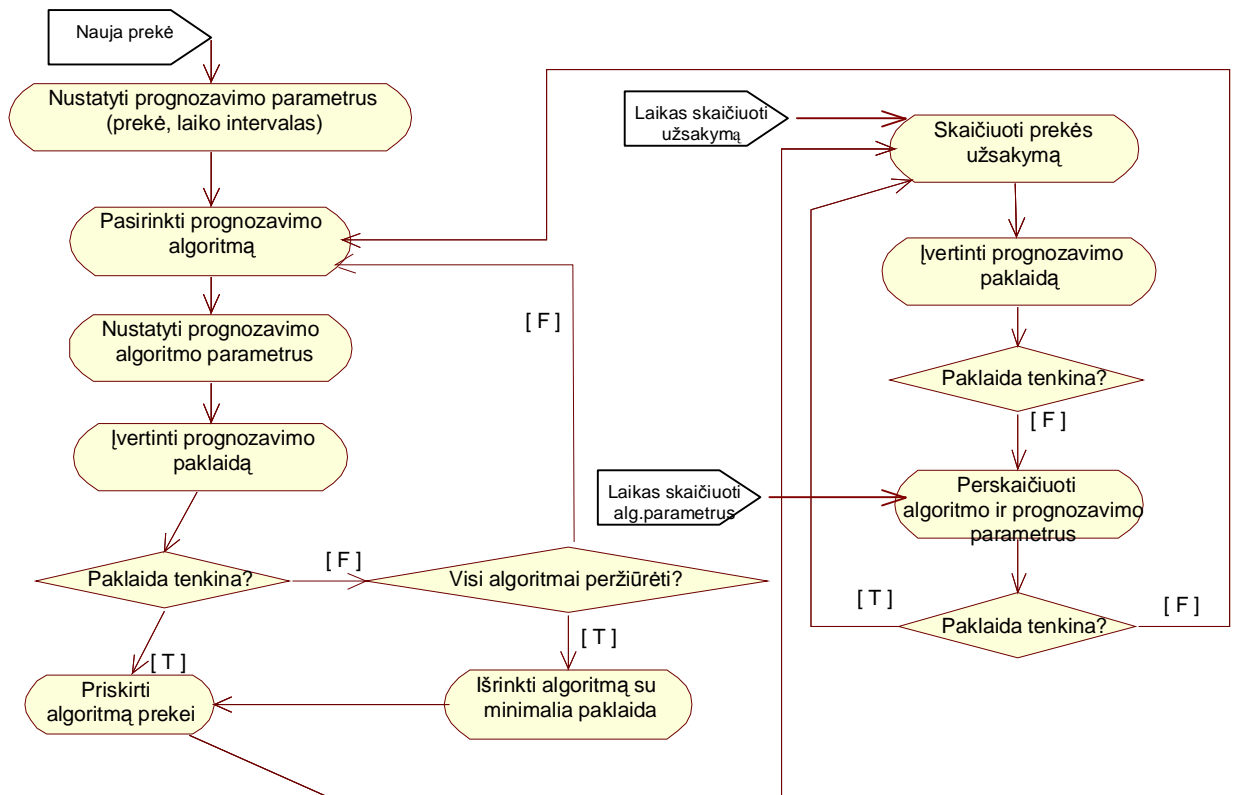 Nauja prekė
Nustatyti prognozavimo parametrus
(prekė, laiko intervalas)
Pasirinkti prognozavimo
algoritmą
Nustatyti prognozavimo
algoritmo parametrus
Įvertinti prognozavimo
paklaidą
Paklaida tenkina?
[ F ]
Visi algoritmai peržiūrėti?
[ F ]
[ T ]
Priskirti
algoritmą prekei
[ T ]
Išrinkti algoritmą su
minimalia paklaida
Laikas skaičiuoti
užsakymą
Skaičiuoti prekės
užsakymą
Įvertinti prognozavimo
paklaidą
Paklaida tenkina?
[ F ]
Laikas skaičiuoti
alg.parametrus
Perskaičiuoti
algoritmo ir prognozavimo
parametrus
[ T ]
Paklaida tenkina?
[ F ]